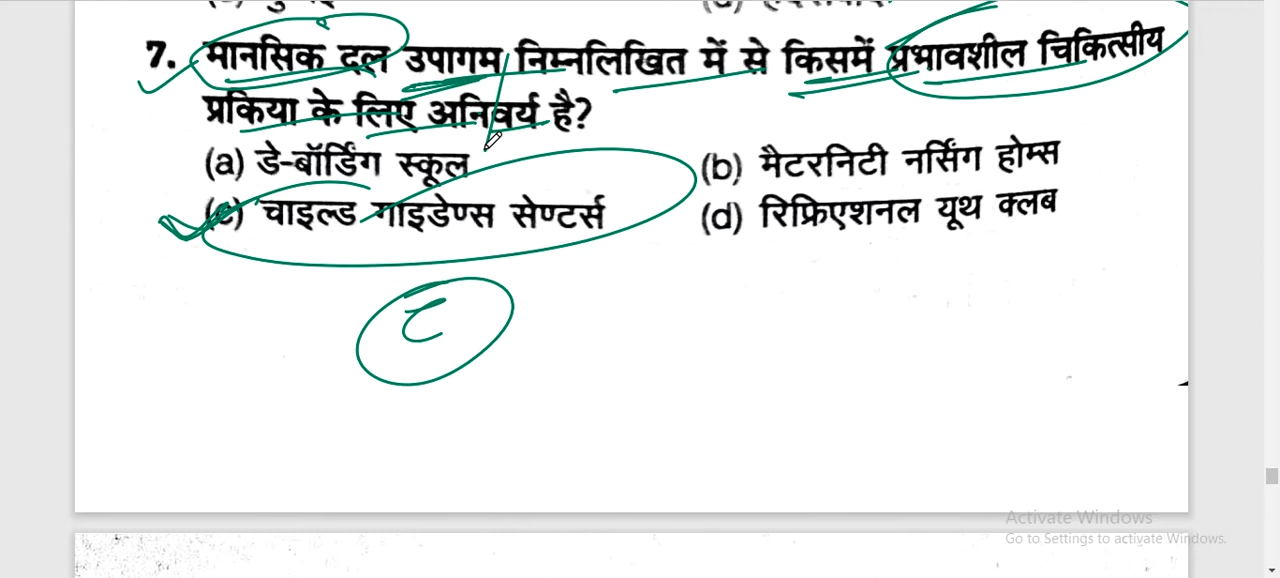 7. मानसिक दल उपागम निम्नलिखित में से किसमें प्रभावशील चिकित्सीय
प्रकिया के लिए अनिवर्य है?
(a) डे-बॉर्डिंग स्कूल (b) मैटरनिटी नर्सिंग होम्स
(c) चाइल्ड गाइडेण्स सेण्टर्स (d) रिफ्रिएशनल यूथ क्लब
C
Activate Windows
Go to Settings to activate Windows.